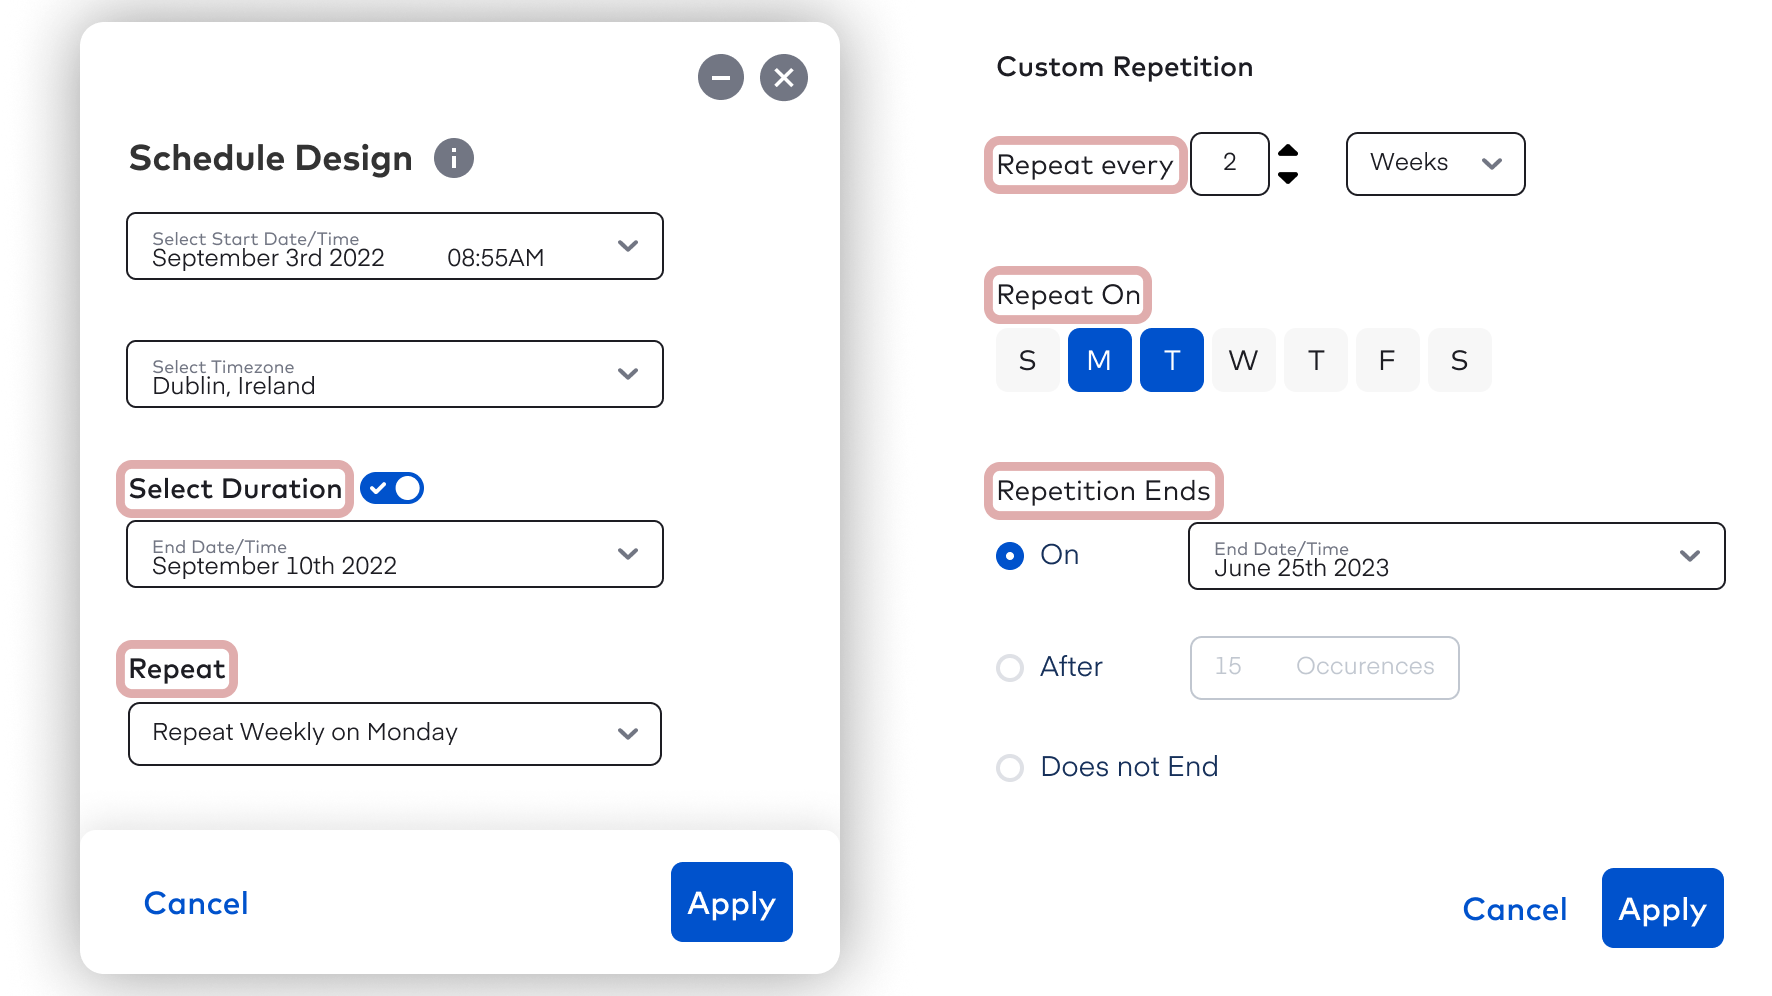 Schedule Design
Select Start Date/Time
September 3rd 2022 08:55AM
Select Timezone
Dublin, Ireland
Select Duration
End Date/Time
September 10th 2022
Repeat
Repeat Weekly on Monday
Cancel Apply
Custom Repetition
Repeat every 2 Weeks
Repeat On
S M T W T F S
Repetition Ends
On
End Date/Time
June 25th 2023
After 15 Occurences
Does not End
Cancel Apply